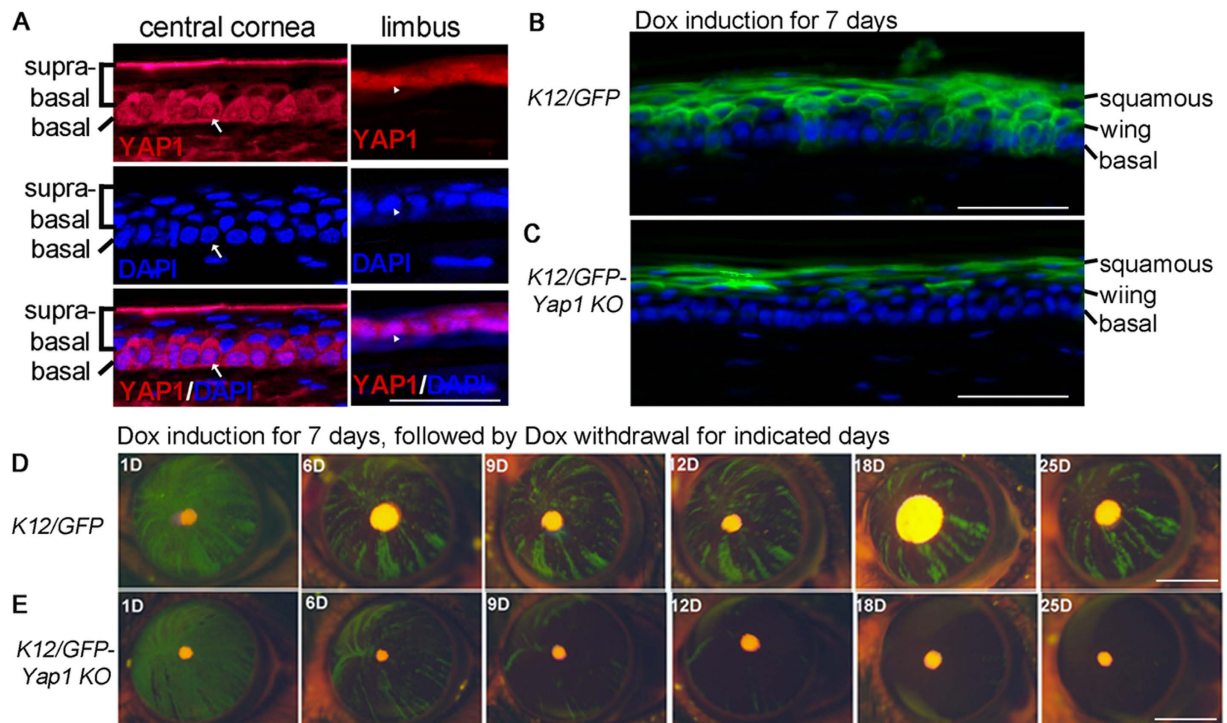 A
central cornea
limbus
supra-
basal
basal
YAP1
YAP1
supra-
basal
basal
DAPI
DAPI
supra-
basal
basal
YAP1/DAPI
YAP1/DAPI
Dox induction for 7 days
B
K12/GFP
squamous
wing
basal
C
K12/GFP-
Yap1 KO
squamous
wiing
basal
Dox induction for 7 days, followed by Dox withdrawal for indicated days
D
K12/GFP
1D
6D
9D
12D
18D
25D
E
K12/GFP-
Yap1 KO
1D
6D
9D
12D
18D
25D